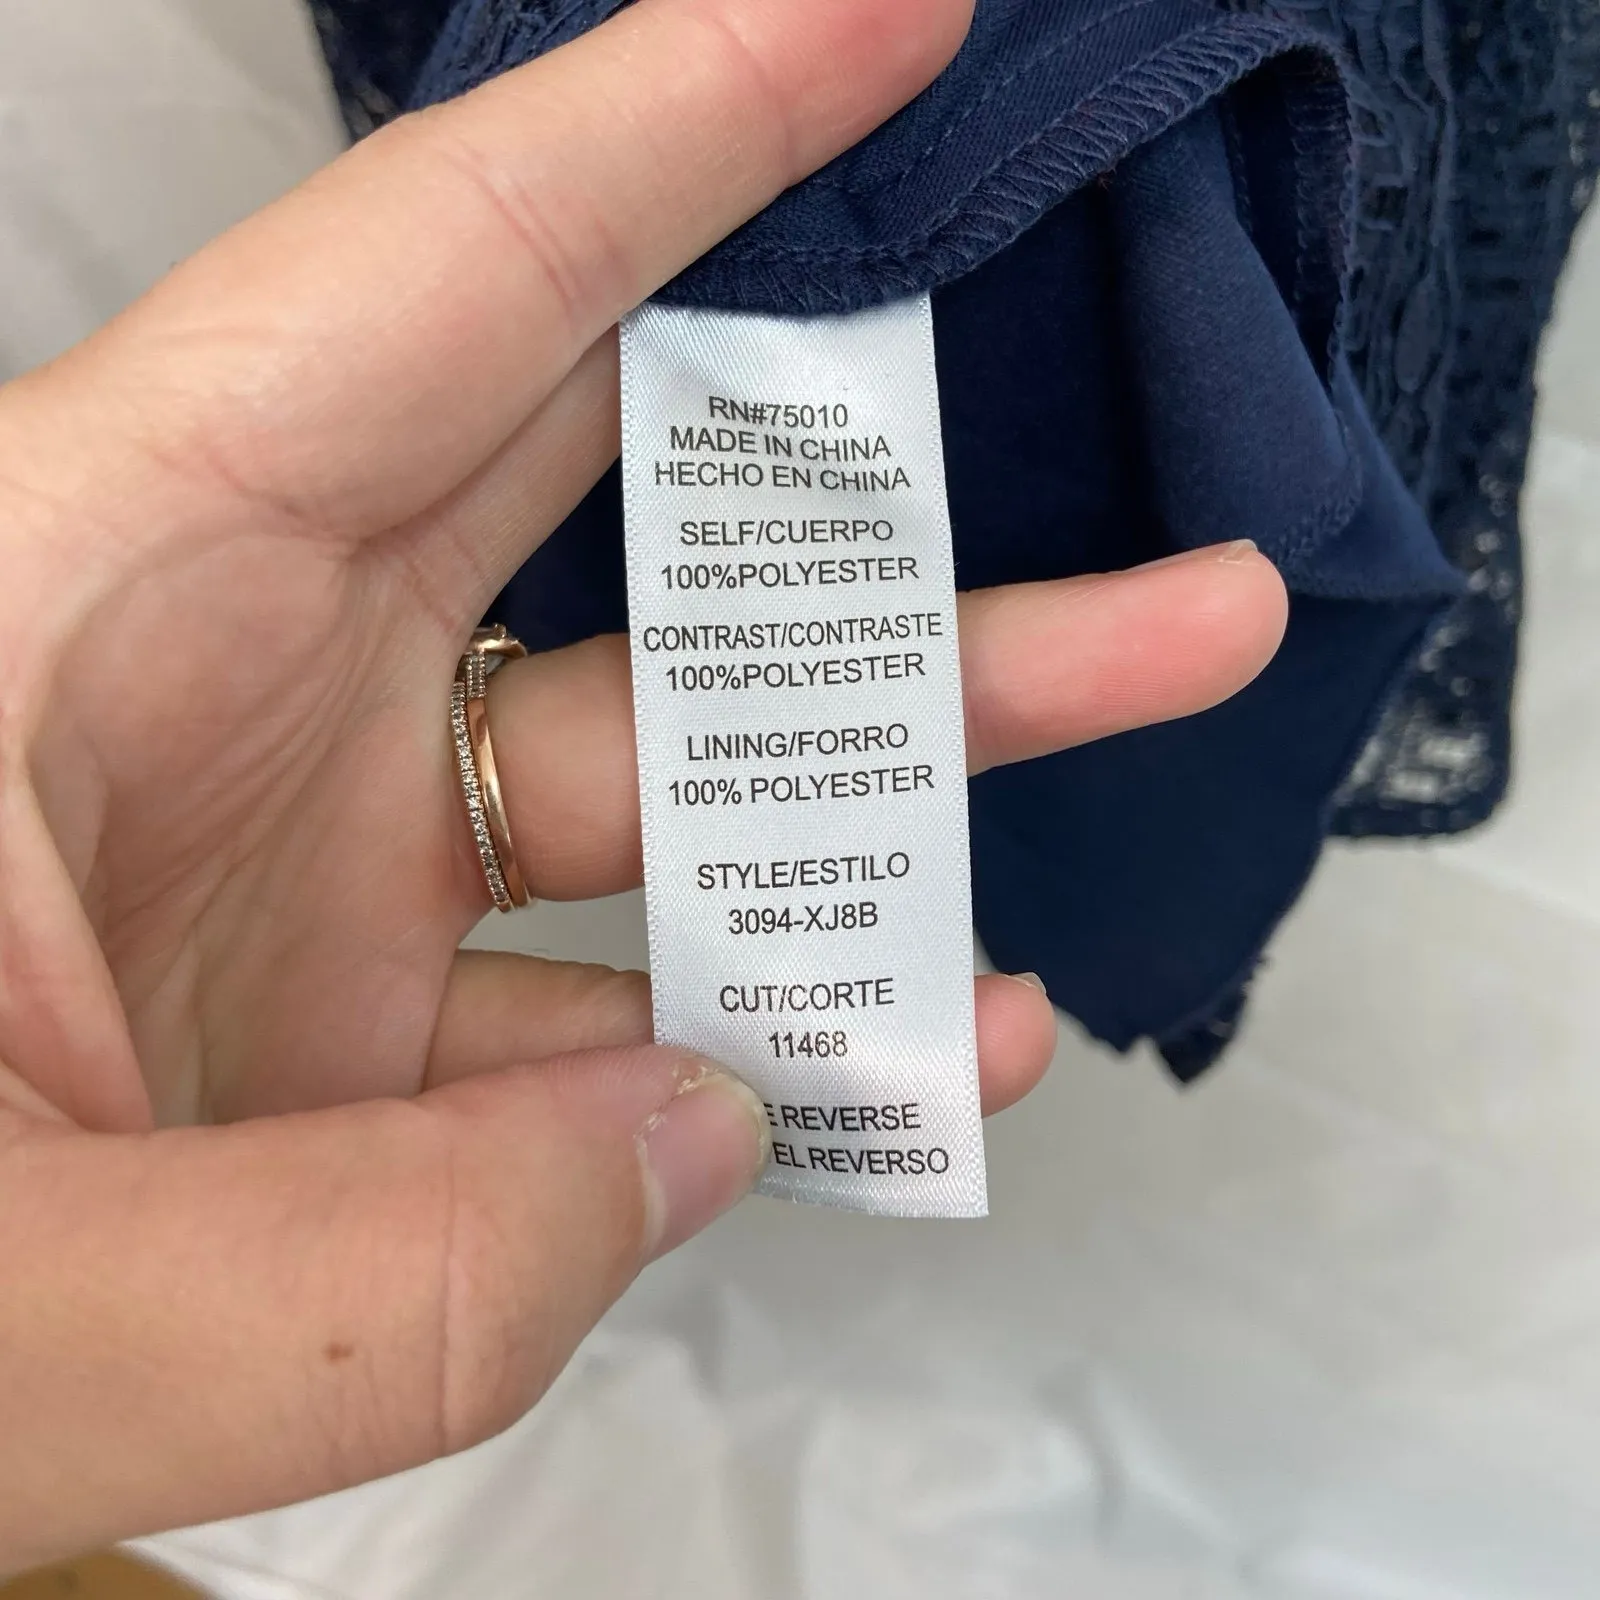 RN#75010
MADE IN CHINA
HECHO EN CHINA
SELF/CUERPO
100%POLYESTER
CONTRAST/CONTRASTE
100%POLYESTER
LINING/FORRO
100% POLYESTER
STYLE/ESTILO
3094-XJ8B
CUT/CORTE
11468
REVERSE
EL REVERSO